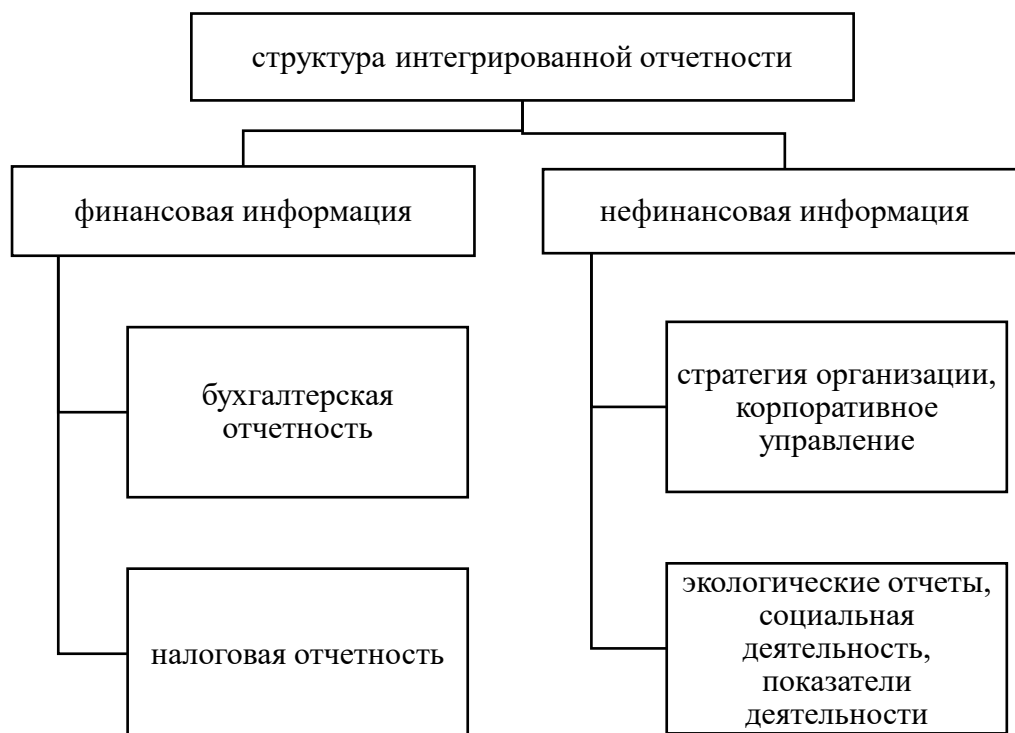 структура интегрированной отчетности
финансовая информация
нефинансовая информация
бухгалтерская
отчетность
стратегия организации,
корпоративное
управление
налоговая отчетность
экологические отчеты,
социальная
деятельность,
показатели
деятельности